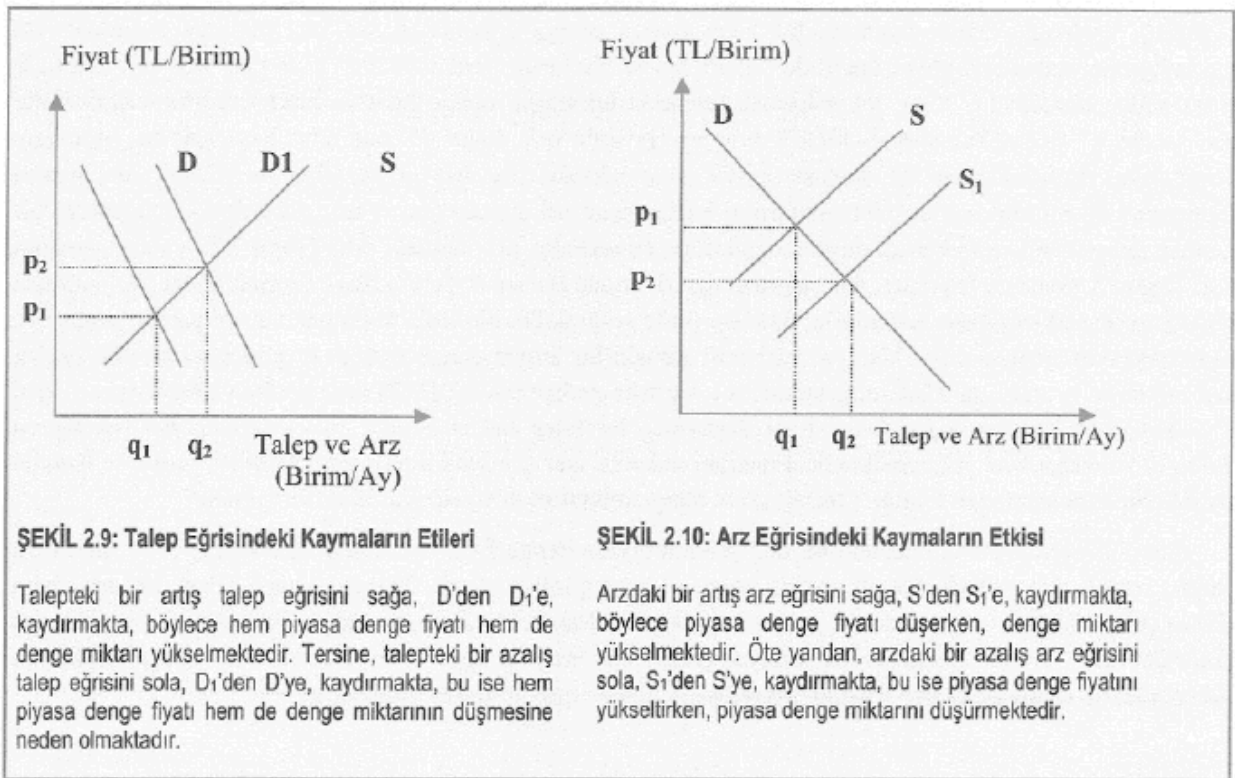 Fiyat (TL/Birim)
D D1 S
p2
p1
q1 q2 Talep ve Arz
(Birim/Ay)
ŞEKİL 2.9: Talep Eğrisindeki Kaymaların Etileri
Talepteki bir artış talep eğrisini sağa, D'den D1'e,
kaydırmakta, böylece hem piyasa denge fiyatı hem de
denge miktarı yükselmektedir. Tersine, talepteki bir azalış
talep eğrisini sola, D1'den D'ye, kaydırmakta, bu ise hem
piyasa denge fiyatı hem de denge miktarının düşmesine
neden olmaktadır.
Fiyat (TL/Birim)
D S
S1
p1
p2
q1 q2 Talep ve Arz (Birim/Ay)
ŞEKİL 2.10: Arz Eğrisindeki Kaymaların Etkisi
Arzdaki bir artış arz eğrisini sağa, S'den S1'e, kaydırmakta,
böylece piyasa denge fiyatı düşerken, denge miktarı
yükselmektedir. Öte yandan, arzdaki bir azalış arz eğrisini
sola, S1'den S'ye, kaydırmakta, bu ise piyasa denge fiyatını
yükseltirken, piyasa denge miktarını düşürmektedir.